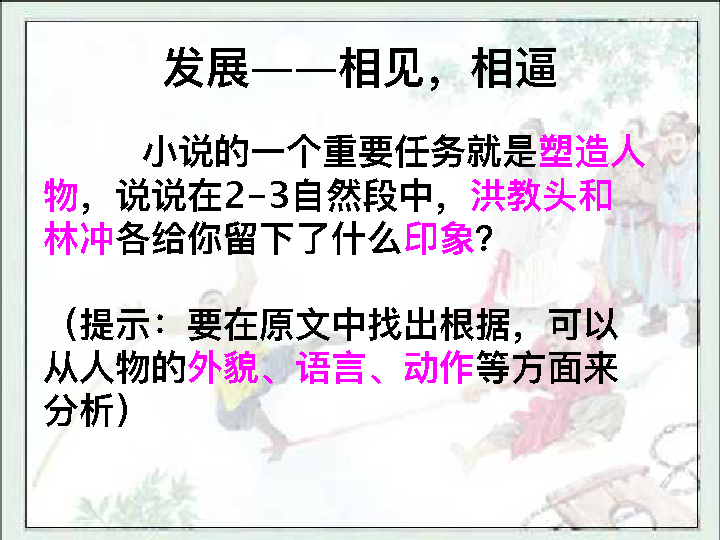 发展——相见，相逼
小说的一个重要任务就是塑造人
物，说说在2-3自然段中，洪教头和
林冲各给你留下了什么印象？
（提示：要在原文中找出根据，可以
从人物的外貌、语言、动作等方面来
分析）